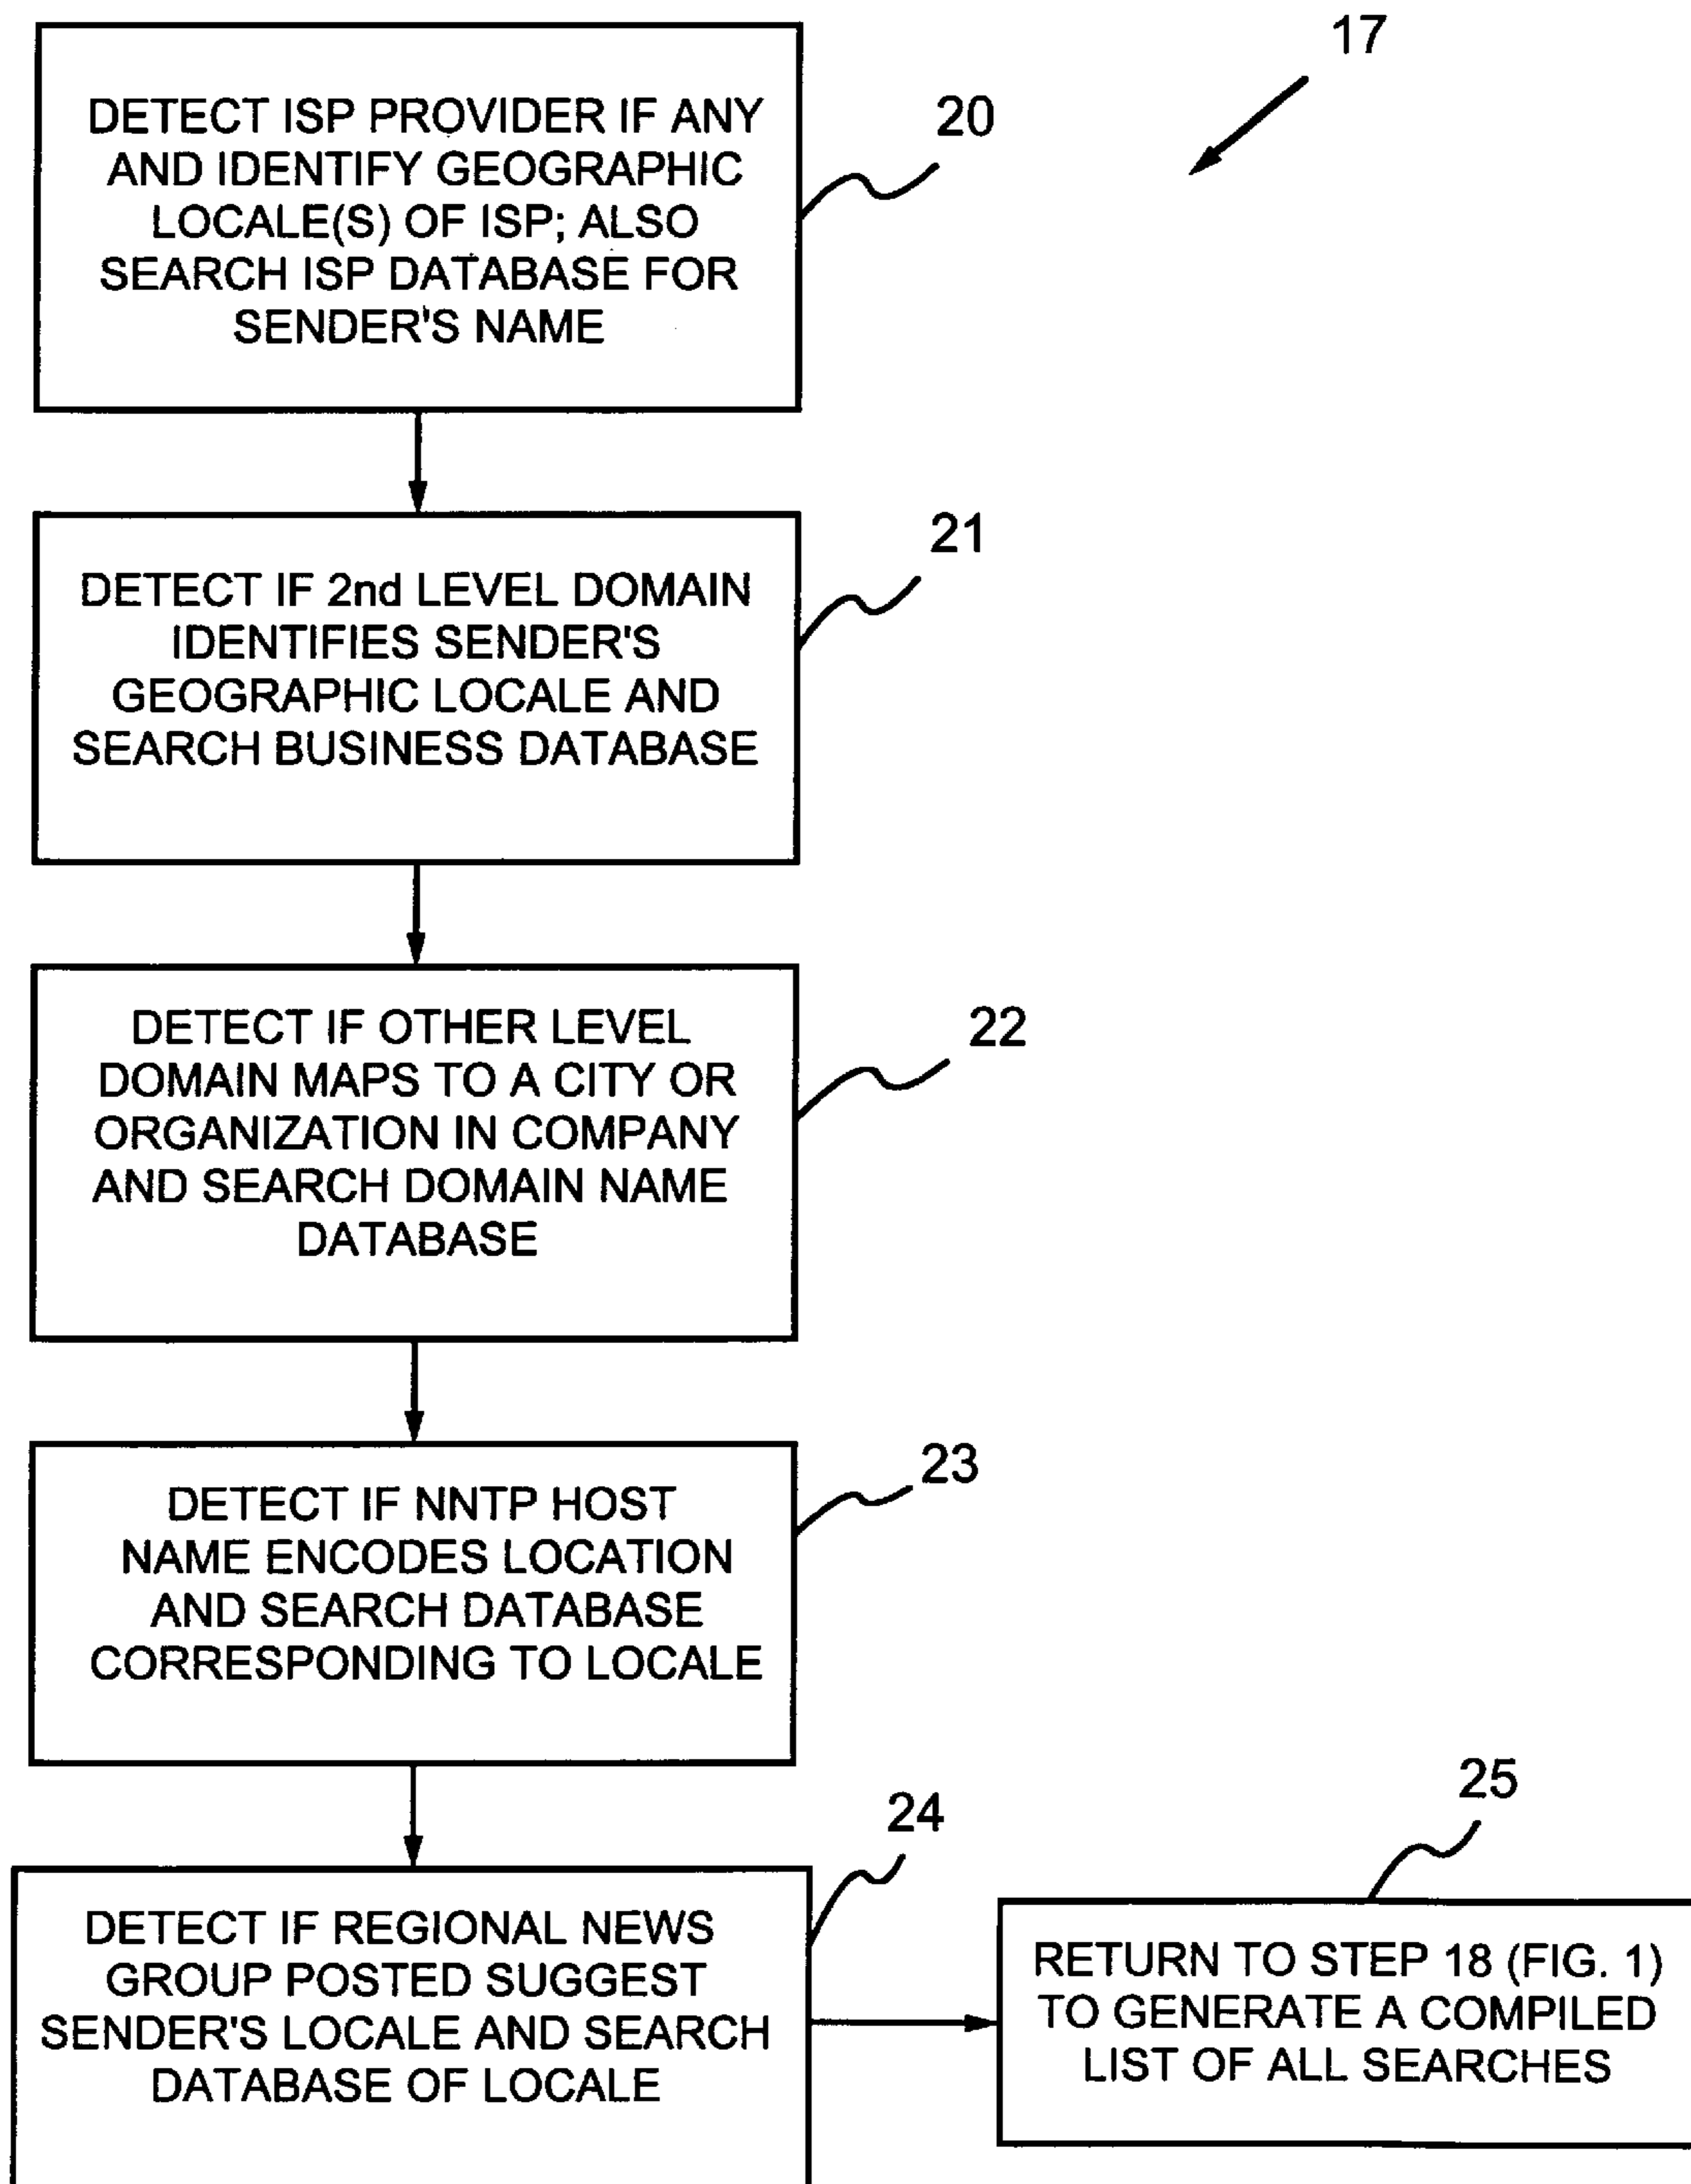 17
DETECT ISP PROVIDER IF ANY
AND IDENTIFY GEOGRAPHIC
LOCALE(S) OF ISP; ALSO
SEARCH ISP DATABASE FOR
SENDER'S NAME
20
DETECT IF 2nd LEVEL DOMAIN
IDENTIFIES SENDER'S
GEOGRAPHIC LOCALE AND
SEARCH BUSINESS DATABASE
21
DETECT IF OTHER LEVEL
DOMAIN MAPS TO A CITY OR
ORGANIZATION IN COMPANY
AND SEARCH DOMAIN NAME
DATABASE
22
DETECT IF NNTP HOST
NAME ENCODES LOCATION
AND SEARCH DATABASE
CORRESPONDING TO LOCALE
23
DETECT IF REGIONAL NEWS
GROUP POSTED SUGGEST
SENDER'S LOCALE AND SEARCH
DATABASE OF LOCALE
24
RETURN TO STEP 18 (FIG. 1)
TO GENERATE A COMPILED
LIST OF ALL SEARCHES
25